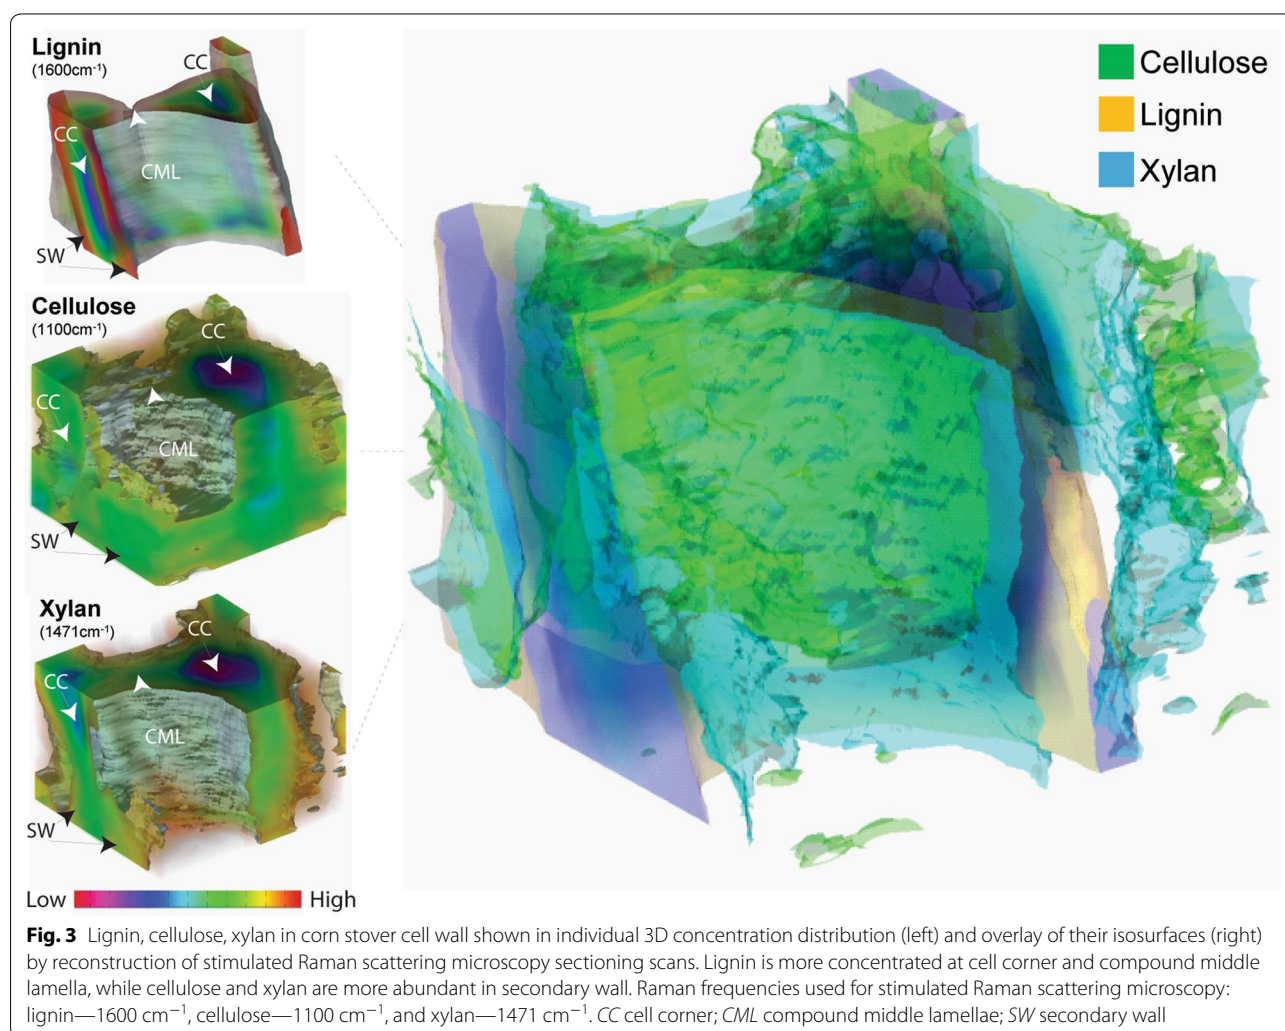 Lignin
(1600cm⁻¹)
CC
CC
CML
SW
Cellulose
(1100cm⁻¹)
CC
CC
CML
SW
Xylan
(1471cm⁻¹)
CC
CC
CML
SW
Low
High
Cellulose
Lignin
Xylan
Fig. 3 Lignin, cellulose, xylan in corn stover cell wall shown in individual 3D concentration distribution (left) and overlay of their isosurfaces (right)
by reconstruction of stimulated Raman scattering microscopy sectioning scans. Lignin is more concentrated at cell corner and compound middle
lamella, while cellulose and xylan are more abundant in secondary wall. Raman frequencies used for stimulated Raman scattering microscopy:
lignin—1600 cm⁻¹, cellulose—1100 cm⁻¹, and xylan—1471 cm⁻¹. CC cell corner; CML compound middle lamellae; SW secondary wall